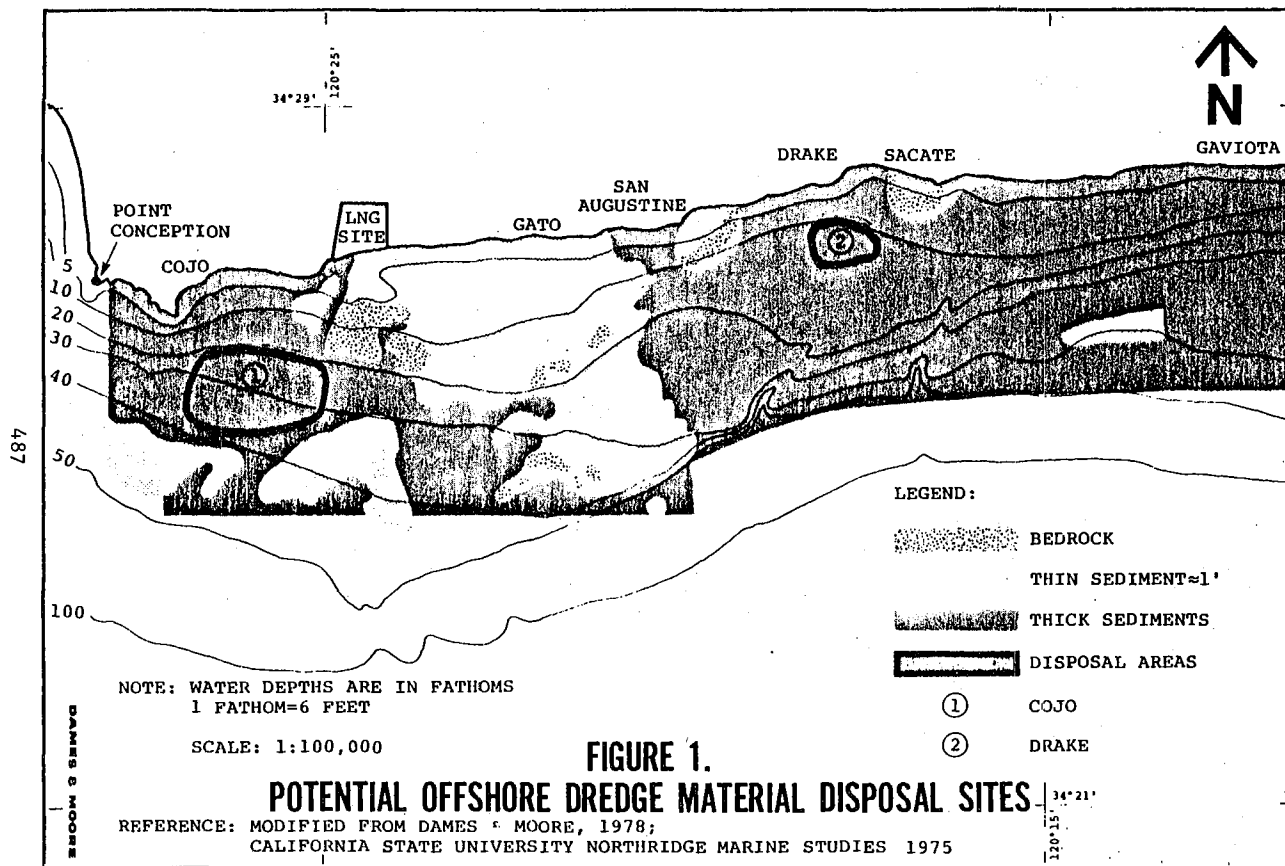 120°25'
34°29'
N
GAVIOTA
DRAKE
SACATE
SAN
AUGUSTINE
POINT
CONCEPTION
LNG
SITE
GATO
COJO
5
10
20
30
40
50
100
1
2
487
LEGEND:
BEDROCK
THIN SEDIMENT≈1'
THICK SEDIMENTS
DISPOSAL AREAS
1 COJO
2 DRAKE
NOTE: WATER DEPTHS ARE IN FATHOMS
1 FATHOM=6 FEET
SCALE: 1:100,000
DAMES & MOORE
FIGURE 1.
POTENTIAL OFFSHORE DREDGE MATERIAL DISPOSAL SITES
34°21'
120°15'
REFERENCE: MODIFIED FROM DAMES & MOORE, 1978;
CALIFORNIA STATE UNIVERSITY NORTHRIDGE MARINE STUDIES 1975